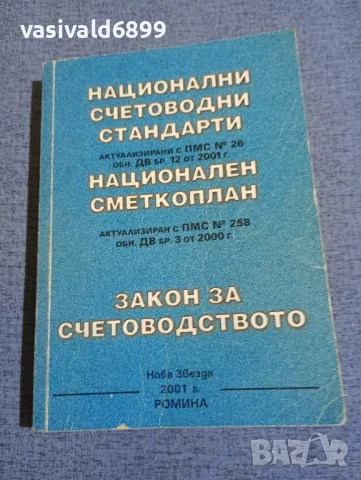 vasivald6899
НАЦИОНАЛНИ
СЧЕТОВОДНИ
СТАНДАРТИ
АКТУАЛИЗИРАНИ С ПМС № 26
ОБН. ДВ БР. 12 ОТ 2001 Г.
НАЦИОНАЛЕН
СМЕТКОПЛАН
АКТУАЛИЗИРАН С ПМС № 258
ОБН. ДВ БР. 3 ОТ 2000 Г.
ЗАКОН ЗА
СЧЕТОВОДСТВОТО
Нова Звезда
2001 г.
РОМИНА
BAZAR